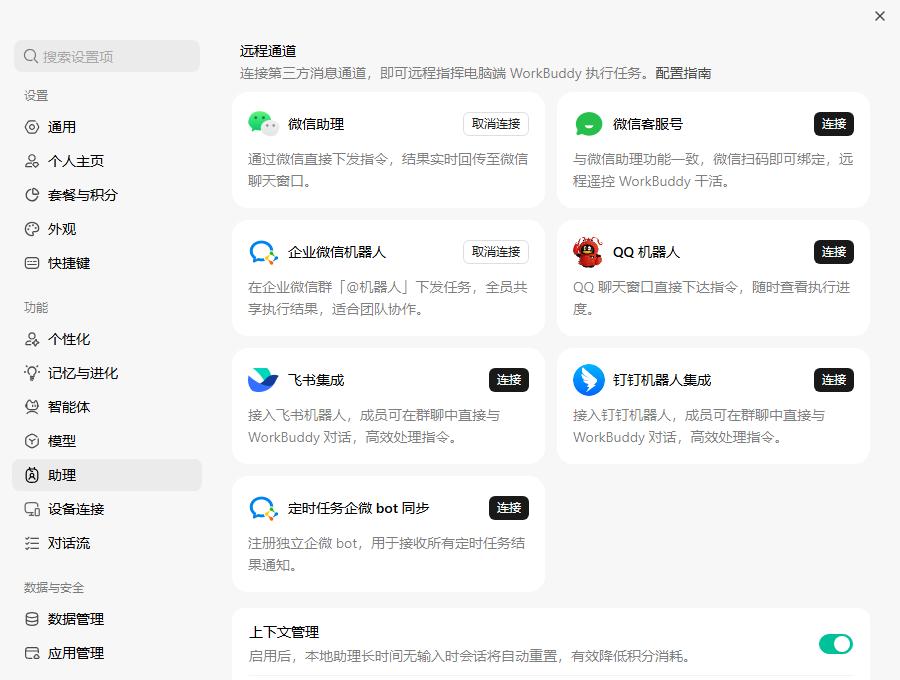 搜索设置项
设置
通用
个人主页
套餐与积分
外观
快捷键
功能
个性化
记忆与进化
智能体
模型
助理
设备连接
对话流
数据与安全
数据管理
应用管理
远程通道
连接第三方消息通道，即可远程指挥电脑端 WorkBuddy 执行任务。配置指南
微信助理
取消连接
通过微信直接下发指令，结果实时回传至微信
聊天窗口。
微信客服号
连接
与微信助理功能一致，微信扫码即可绑定，远
程遥控 WorkBuddy 干活。
企业微信机器人
取消连接
在企业微信群「@机器人」下发任务，全员共
享执行结果，适合团队协作。
QQ 机器人
连接
QQ 聊天窗口直接下达指令，随时查看执行进
度。
飞书集成
连接
接入飞书机器人，成员可在群聊中直接与
WorkBuddy 对话，高效处理指令。
钉钉机器人集成
连接
接入钉钉机器人，成员可在群聊中直接与
WorkBuddy 对话，高效处理指令。
定时任务企微 bot 同步
连接
注册独立企微 bot，用于接收所有定时任务结
果通知。
上下文管理
启用后，本地助理长时间无输入时会话将自动重置，有效降低积分消耗。